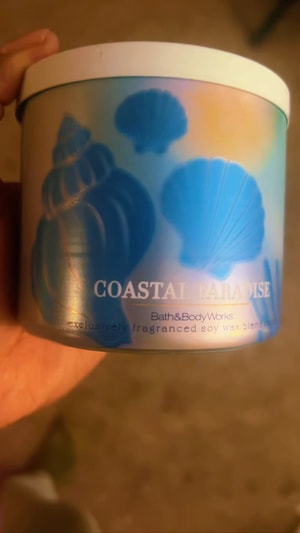 COASTAL PARADISE
Bath&BodyWorks
exclusively fragranced soy wax blend